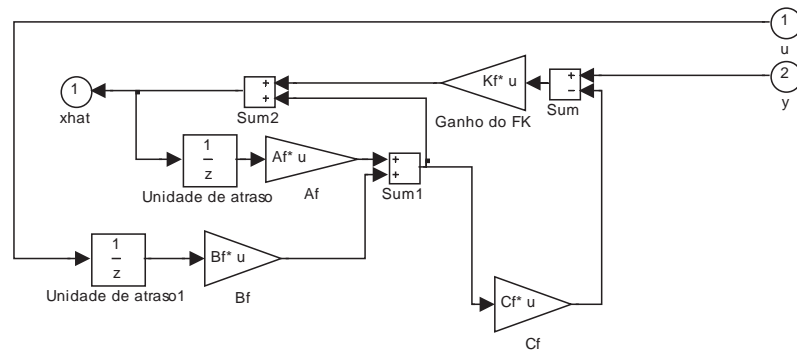 1
u
2
y
Kf* u
Ganho do FK
+
−
Sum
1
xhat
+
+
Sum2
1
z
Unidade de atraso
Af* u
Af
+
+
Sum1
1
z
Unidade de atraso1
Bf* u
Bf
Cf* u
Cf